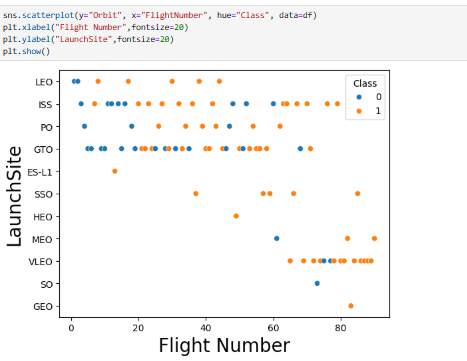 sns.scatterplot(y="Orbit", x="FlightNumber", hue="Class", data=df)
plt.xlabel("Flight Number",fontsize=20)
plt.ylabel("LaunchSite",fontsize=20)
plt.show()
Class
0
1
LEO
ISS
PO
GTO
ES-L1
SSO
HEO
MEO
VLEO
SO
GEO
LaunchSite
0 20 40 60 80
Flight Number